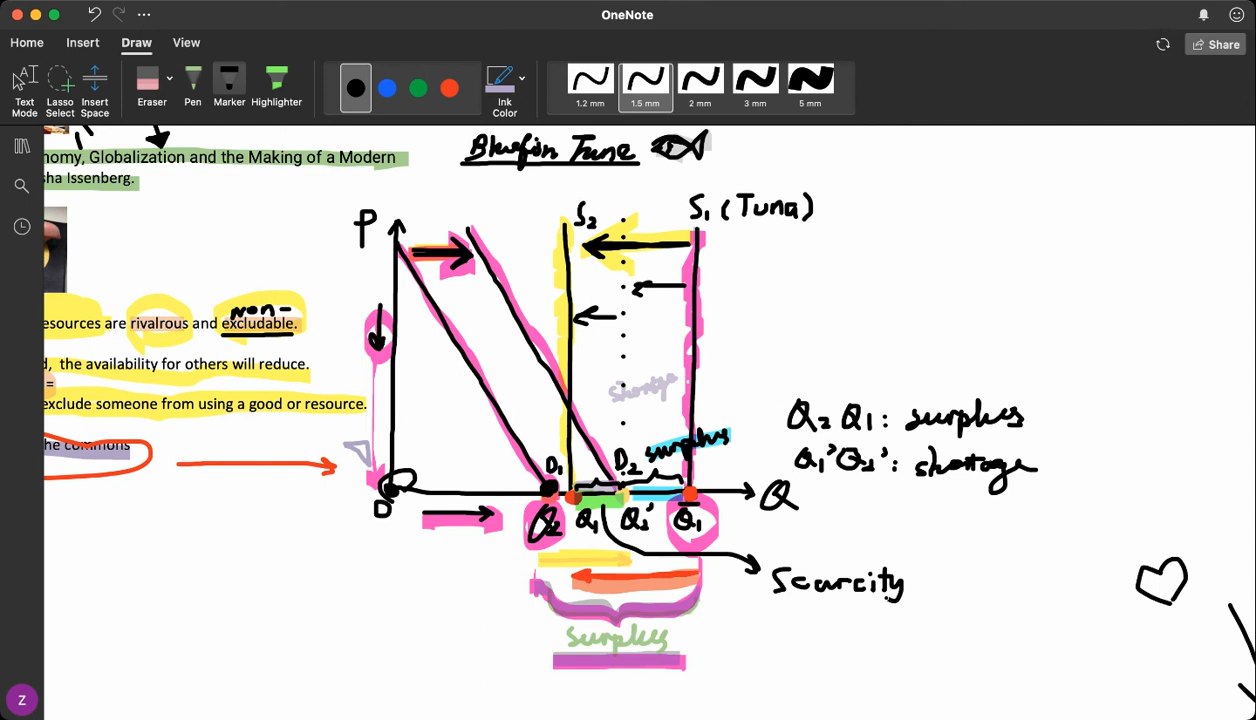 OneNote
Home Insert Draw View
Share
Text Mode
Lasso Select
Insert Space
Eraser
Pen
Marker
Highlighter
Ink Color
1.2 mm
1.5 mm
2 mm
3 mm
5 mm
nomy, Globalization and the Making of a Modern
sha Issenberg.
Bluefin Tuna
P
S2
S1 (Tuna)
non-
esources are rivalrous and excludable.
d, the availability for others will reduce.
=
exclude someone from using a good or resource.
he commons
shortage
surplus
Q2 Q1: surplus
Q1'Q2': shortage
D1
D2
Q
Q2
Q1
Q2'
Q1
Scarcity
surplus
Z